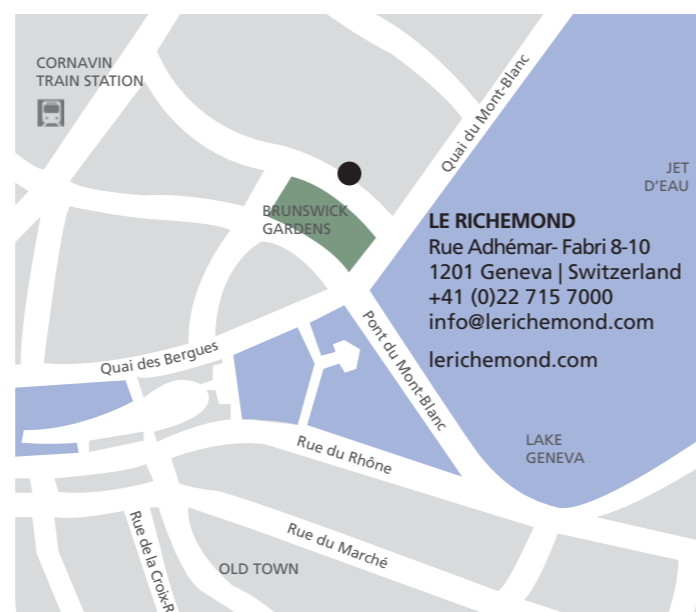 CORNAVIN
TRAIN STATION
Quai du Mont-Blanc
JET
D'EAU
BRUNSWICK
GARDENS
LE RICHEMOND
Rue Adhémar- Fabri 8-10
1201 Geneva | Switzerland
+41 (0)22 715 7000
info@lerichemond.com
lerichemond.com
Quai des Bergues
Pont du Mont-Blanc
LAKE
GENEVA
Rue du Rhône
Rue du Marché
Rue de la Croix-R
OLD TOWN